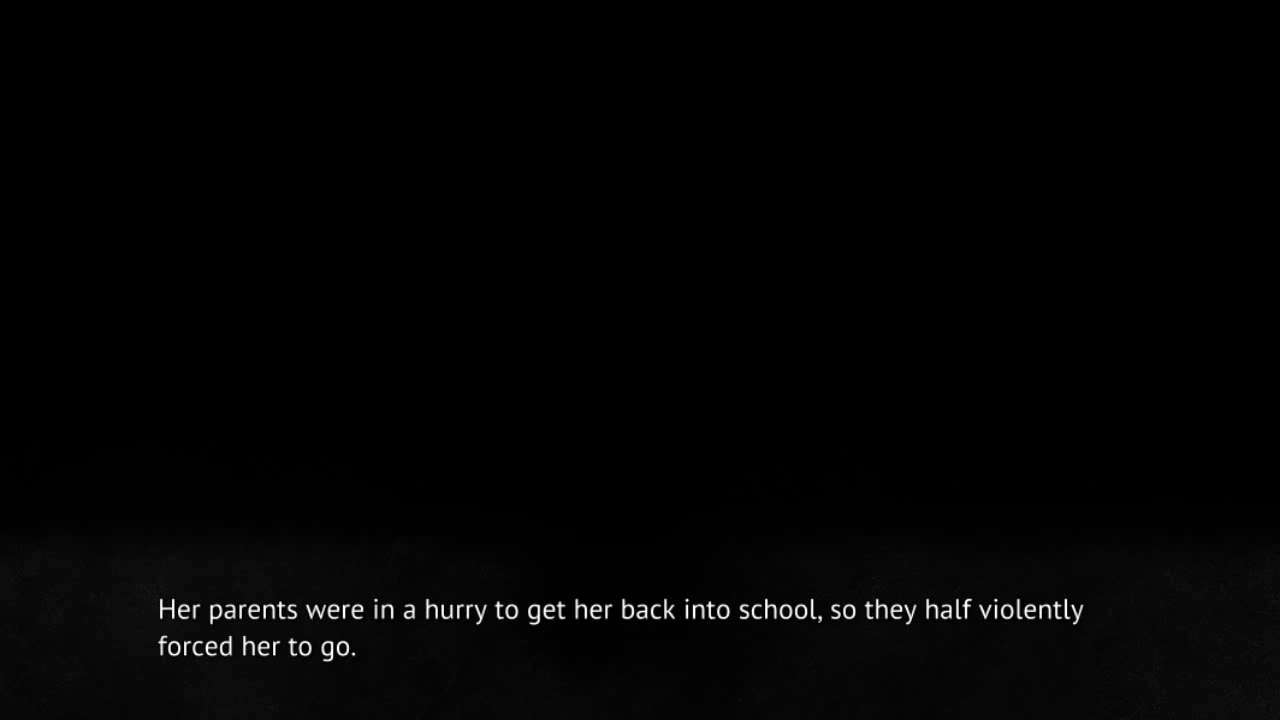 Her parents were in a hurry to get her back into school, so they half violently
forced her to go.